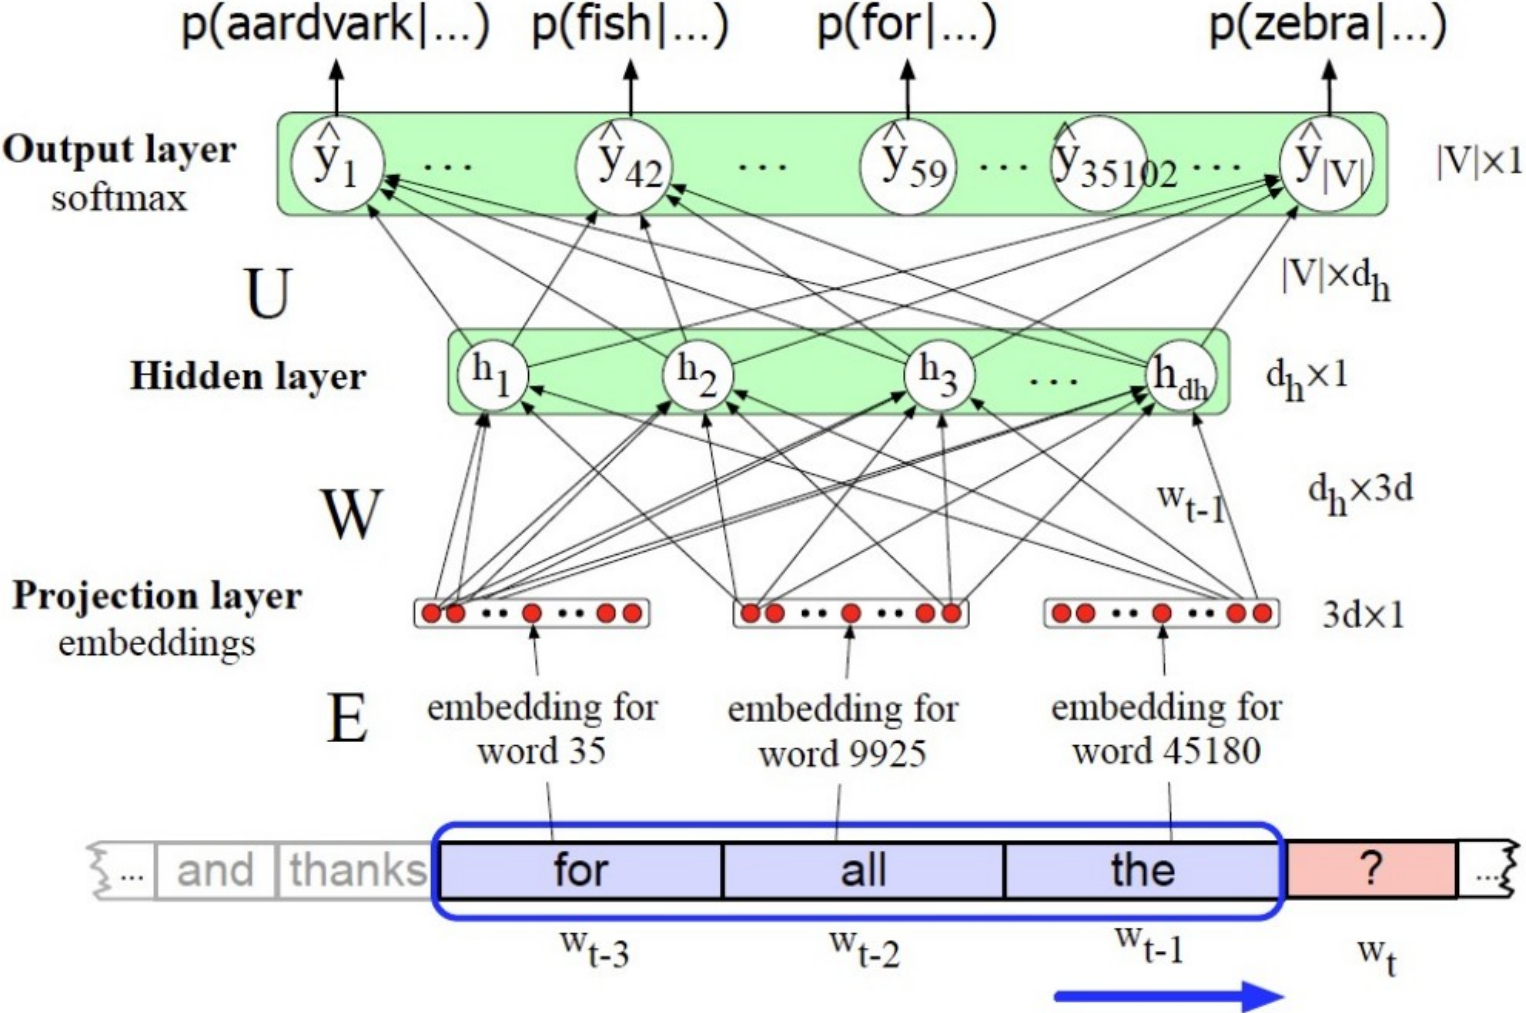 p(aardvark|...) p(fish|...) p(for|...) p(zebra|...)
Output layer
softmax
ŷ1 ... ŷ42 ... ŷ59 ... ŷ35102 ... ŷ|V|
|V|×1
U
|V|×dh
Hidden layer
h1 h2 h3 ... hdh
dh×1
W
wt-1
dh×3d
Projection layer
embeddings
3d×1
E
embedding for
word 35
embedding for
word 9925
embedding for
word 45180
... and thanks for all the ? ...
wt-3 wt-2 wt-1 wt